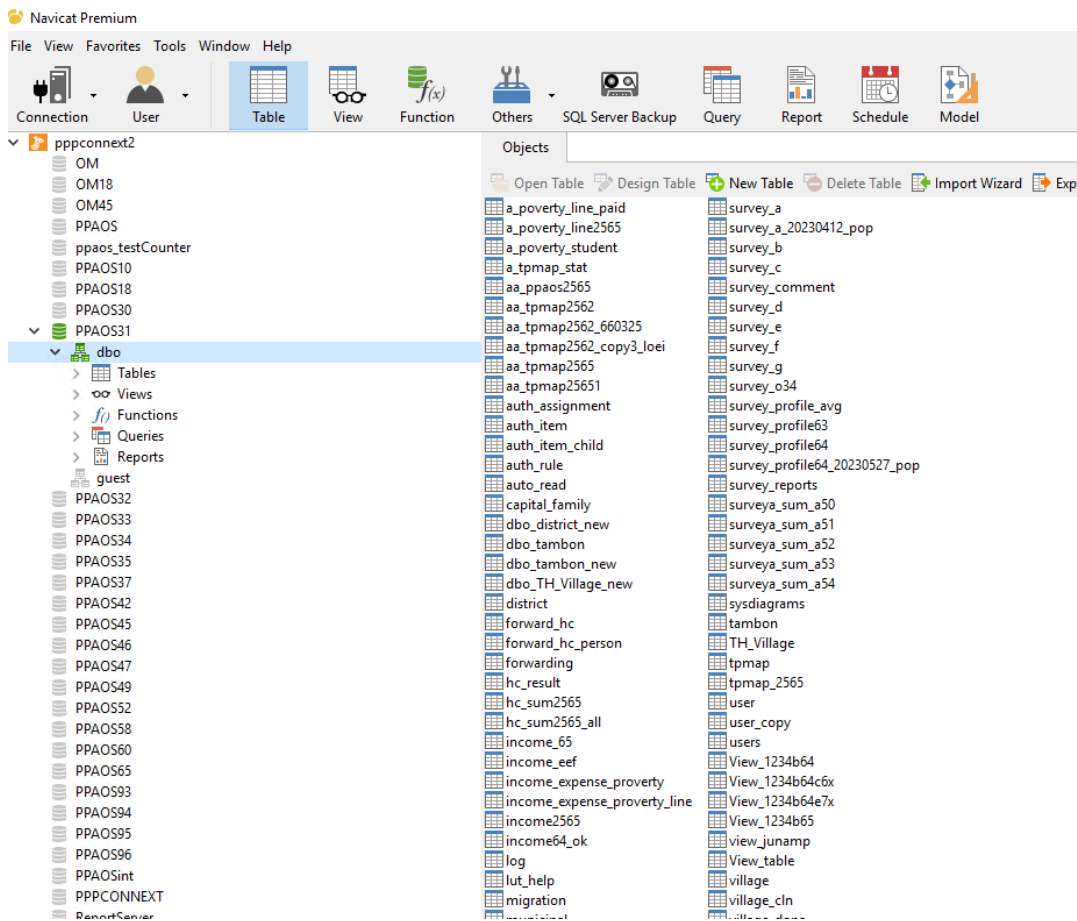 Navicat Premium
File View Favorites Tools Window Help
Connection User Table View Function Others SQL Server Backup Query Report Schedule Model
pppconnext2
OM
OM18
OM45
PPAOS
ppaos_testCounter
PPAOS10
PPAOS18
PPAOS30
PPAOS31
dbo
Tables
Views
Functions
Queries
Reports
guest
PPAOS32
PPAOS33
PPAOS34
PPAOS35
PPAOS37
PPAOS42
PPAOS45
PPAOS46
PPAOS47
PPAOS49
PPAOS52
PPAOS58
PPAOS60
PPAOS65
PPAOS93
PPAOS94
PPAOS95
PPAOS96
PPAOSint
PPPCONNEXT
ReportServer
Objects
Open Table Design Table New Table Delete Table Import Wizard Exp
a_poverty_line_paid
a_poverty_line2565
a_poverty_student
a_tpmap_stat
aa_ppaos2565
aa_tpmap2562
aa_tpmap2562_660325
aa_tpmap2562_copy3_loei
aa_tpmap2565
aa_tpmap25651
auth_assignment
auth_item
auth_item_child
auth_rule
auto_read
capital_family
dbo_district_new
dbo_tambon
dbo_tambon_new
dbo_TH_Village_new
district
forward_hc
forward_hc_person
forwarding
hc_result
hc_sum2565
hc_sum2565_all
income_65
income_eef
income_expense_proverty
income_expense_proverty_line
income2565
income64_ok
log
lut_help
migration
municipal
survey_a
survey_a_20230412_pop
survey_b
survey_c
survey_comment
survey_d
survey_e
survey_f
survey_g
survey_o34
survey_profile_avg
survey_profile63
survey_profile64
survey_profile64_20230527_pop
survey_reports
surveya_sum_a50
surveya_sum_a51
surveya_sum_a52
surveya_sum_a53
surveya_sum_a54
sysdiagrams
tambon
TH_Village
tpmap
tpmap_2565
user
user_copy
users
View_1234b64
View_1234b64c6x
View_1234b64e7x
View_1234b65
view_junamp
View_table
village
village_cln